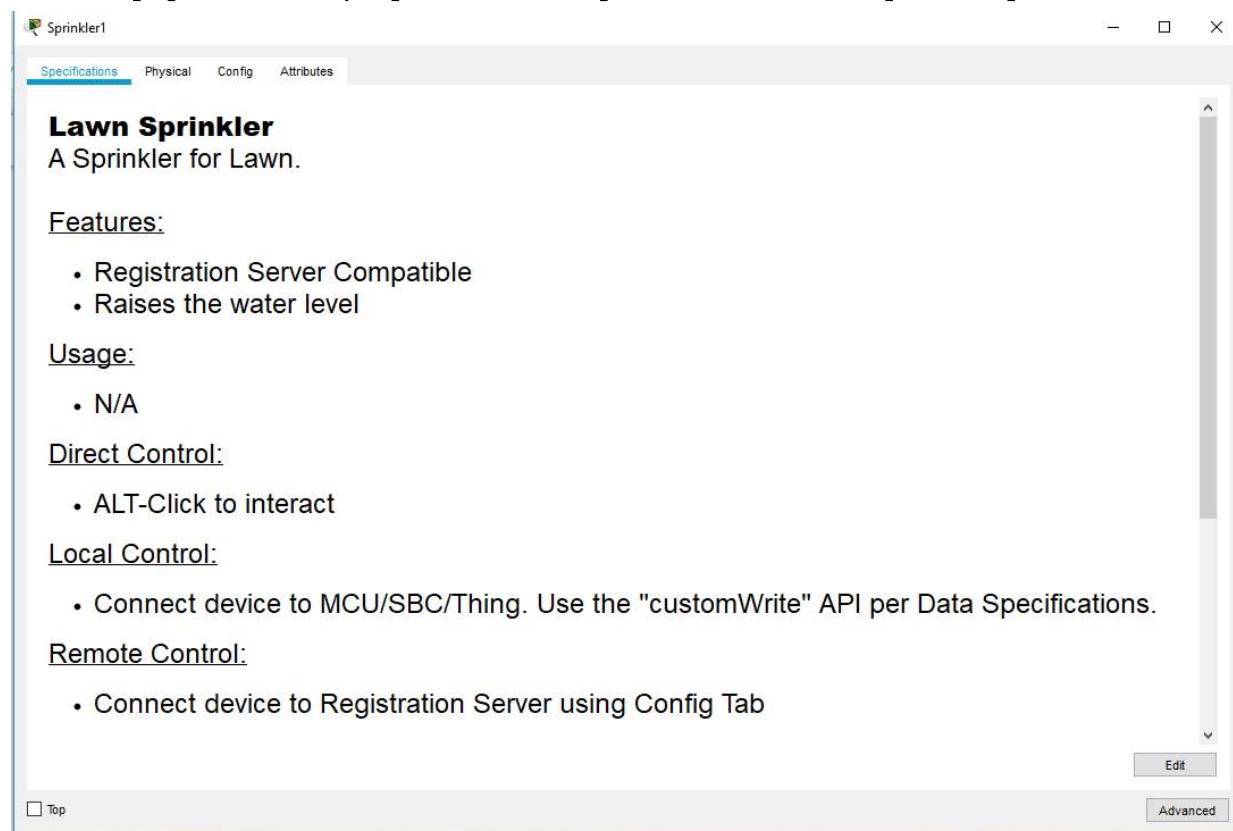 Sprinkler1
Specifications Physical Config Attributes
Lawn Sprinkler
A Sprinkler for Lawn.
Features:
• Registration Server Compatible
• Raises the water level
Usage:
• N/A
Direct Control:
• ALT-Click to interact
Local Control:
• Connect device to MCU/SBC/Thing. Use the "customWrite" API per Data Specifications.
Remote Control:
• Connect device to Registration Server using Config Tab
Edit
Top Advanced